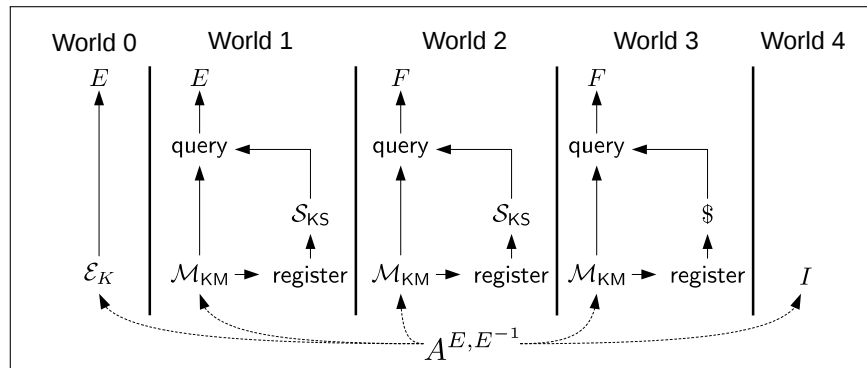 World 0 World 1 World 2 World 3 World 4
E E F F
query query query
S_KS S_KS $
E_K M_KM register M_KM register M_KM register I
A^{E,E^{-1}}